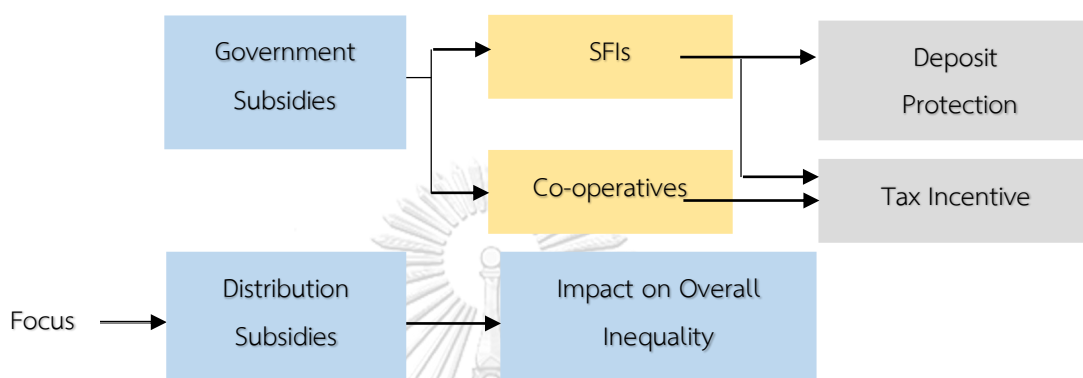 Government
Subsidies
SFIs
Deposit
Protection
Co-operatives
Tax Incentive
Focus
Distribution
Subsidies
Impact on Overall
Inequality